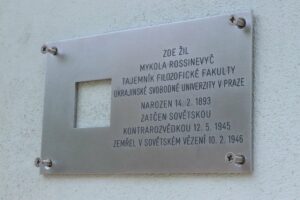 ZDE ŽIL
MYKOLA ROSSINEVYČ
TAJEMNÍK FILOZOFICKÉ FAKULTY
UKRAJINSKÉ SVOBODNÉ UNIVERZITY V PRAZE
NAROZEN 14. 2. 1893
ZATČEN SOVĚTSKOU
KONTRAROZVĚDKOU 12. 5. 1945
ZEMŘEL V SOVĚTSKÉM VĚZENÍ 10. 2. 1946